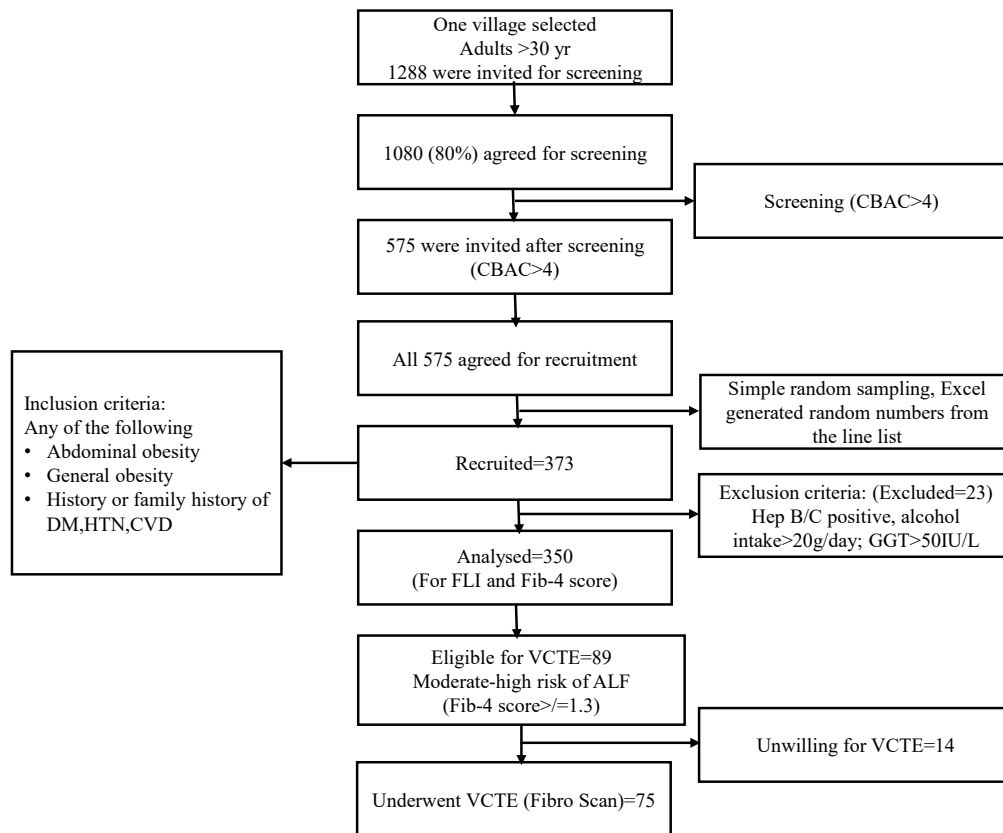 One village selected
Adults >30 yr
1288 were invited for screening
1080 (80%) agreed for screening
Screening (CBAC>4)
575 were invited after screening
(CBAC>4)
All 575 agreed for recruitment
Simple random sampling, Excel
generated random numbers from
the line list
Inclusion criteria:
Any of the following
• Abdominal obesity
• General obesity
• History or family history of
DM,HTN,CVD
Recruited=373
Exclusion criteria: (Excluded=23)
Hep B/C positive, alcohol
intake>20g/day; GGT>50IU/L
Analysed=350
(For FLI and Fib-4 score)
Eligible for VCTE=89
Moderate-high risk of ALF
(Fib-4 score>/=1.3)
Unwilling for VCTE=14
Underwent VCTE (Fibro Scan)=75